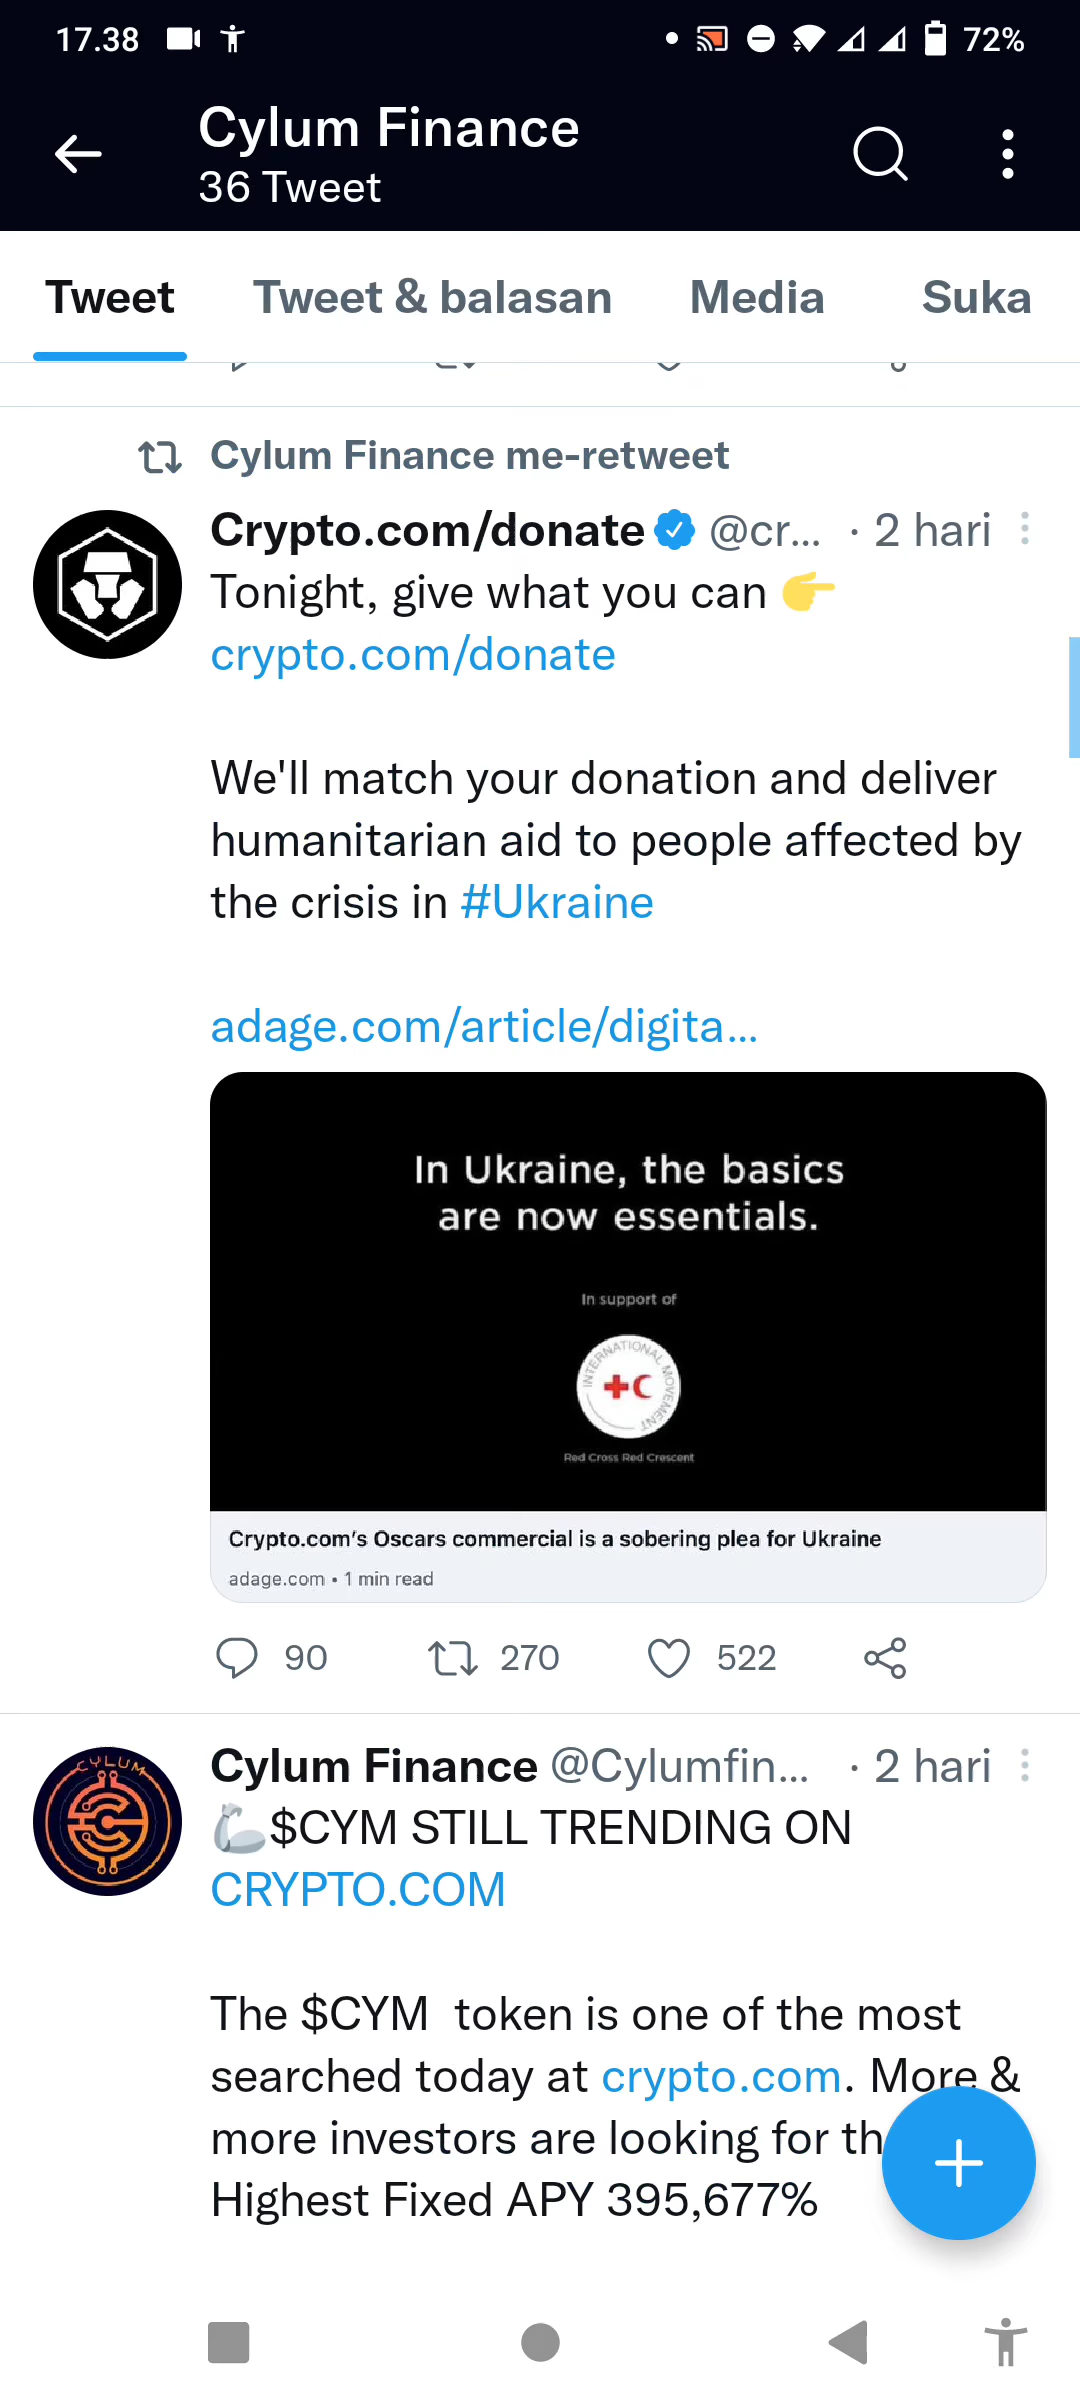 17.38
72%
Cylum Finance
36 Tweet
Tweet
Tweet & balasan
Media
Suka
Cylum Finance me-retweet
Crypto.com/donate @cr... · 2 hari
Tonight, give what you can
crypto.com/donate
We'll match your donation and deliver
humanitarian aid to people affected by
the crisis in #Ukraine
adage.com/article/digita...
In Ukraine, the basics
are now essentials.
In support of
INTERNATIONAL MOVEMENT
Red Cross Red Crescent
Crypto.com's Oscars commercial is a sobering plea for Ukraine
adage.com • 1 min read
90
270
522
CYLUM
Cylum Finance @Cylumfin... · 2 hari
$CYM STILL TRENDING ON
CRYPTO.COM
The $CYM  token is one of the most
searched today at crypto.com. More &
more investors are looking for th
Highest Fixed APY 395,677%